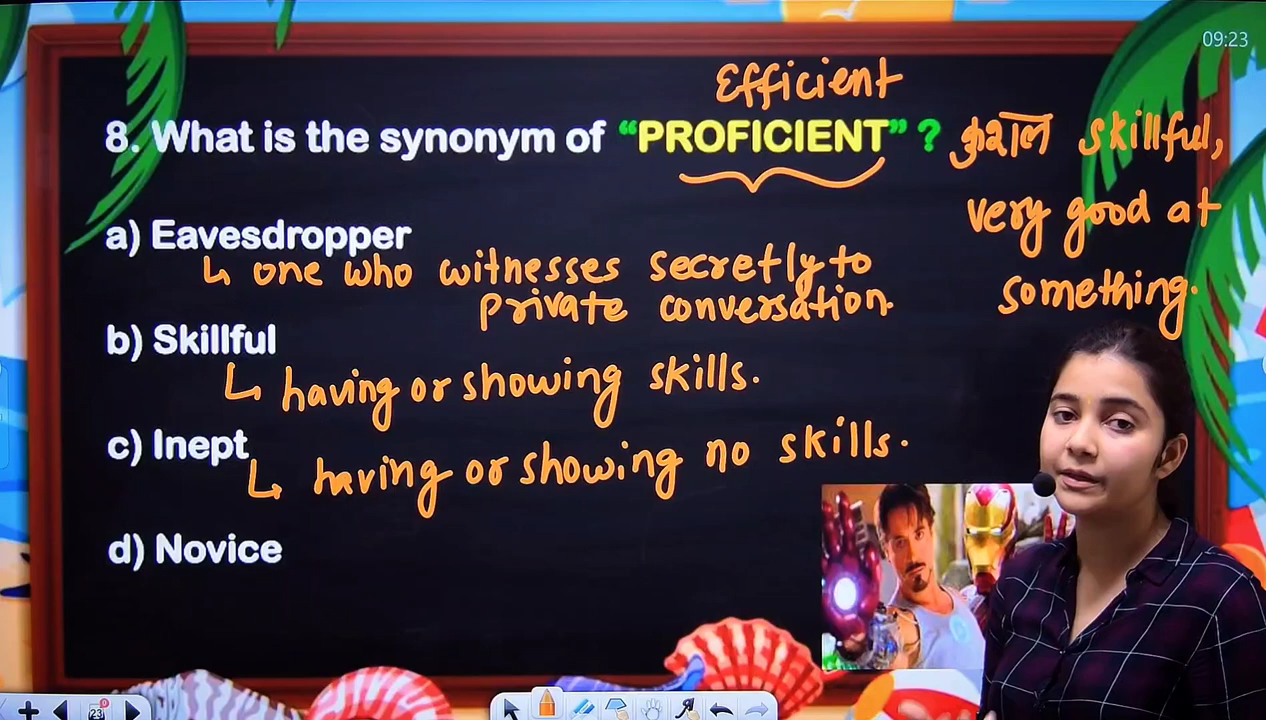 09:23
Efficient
8. What is the synonym of “PROFICIENT” ? कुशल skillful,
very good at
something.
a) Eavesdropper
↳ one who witnesses secretly to
private conversation.
b) Skillful
↳ having or showing skills.
c) Inept
↳ having or showing no skills.
d) Novice
23